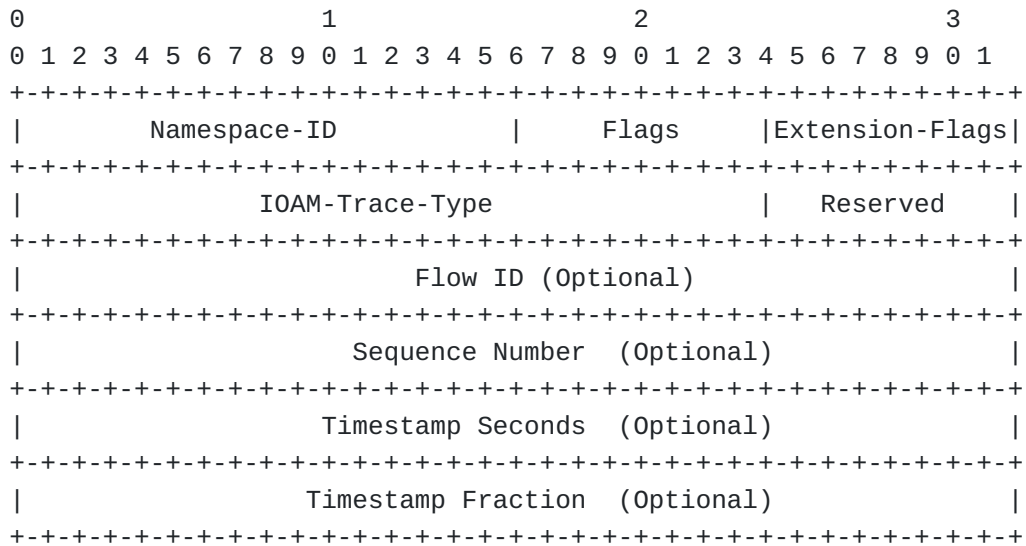 0                   1                   2                   3
0 1 2 3 4 5 6 7 8 9 0 1 2 3 4 5 6 7 8 9 0 1 2 3 4 5 6 7 8 9 0 1
+-+-+-+-+-+-+-+-+-+-+-+-+-+-+-+-+-+-+-+-+-+-+-+-+-+-+-+-+-+-+-+-+
|        Namespace-ID           |     Flags     |Extension-Flags|
+-+-+-+-+-+-+-+-+-+-+-+-+-+-+-+-+-+-+-+-+-+-+-+-+-+-+-+-+-+-+-+-+
|               IOAM-Trace-Type                 |   Reserved    |
+-+-+-+-+-+-+-+-+-+-+-+-+-+-+-+-+-+-+-+-+-+-+-+-+-+-+-+-+-+-+-+-+
|                         Flow ID (Optional)                    |
+-+-+-+-+-+-+-+-+-+-+-+-+-+-+-+-+-+-+-+-+-+-+-+-+-+-+-+-+-+-+-+-+
|                     Sequence Number  (Optional)               |
+-+-+-+-+-+-+-+-+-+-+-+-+-+-+-+-+-+-+-+-+-+-+-+-+-+-+-+-+-+-+-+-+
|                   Timestamp Seconds  (Optional)               |
+-+-+-+-+-+-+-+-+-+-+-+-+-+-+-+-+-+-+-+-+-+-+-+-+-+-+-+-+-+-+-+-+
|                  Timestamp Fraction  (Optional)               |
+-+-+-+-+-+-+-+-+-+-+-+-+-+-+-+-+-+-+-+-+-+-+-+-+-+-+-+-+-+-+-+-+